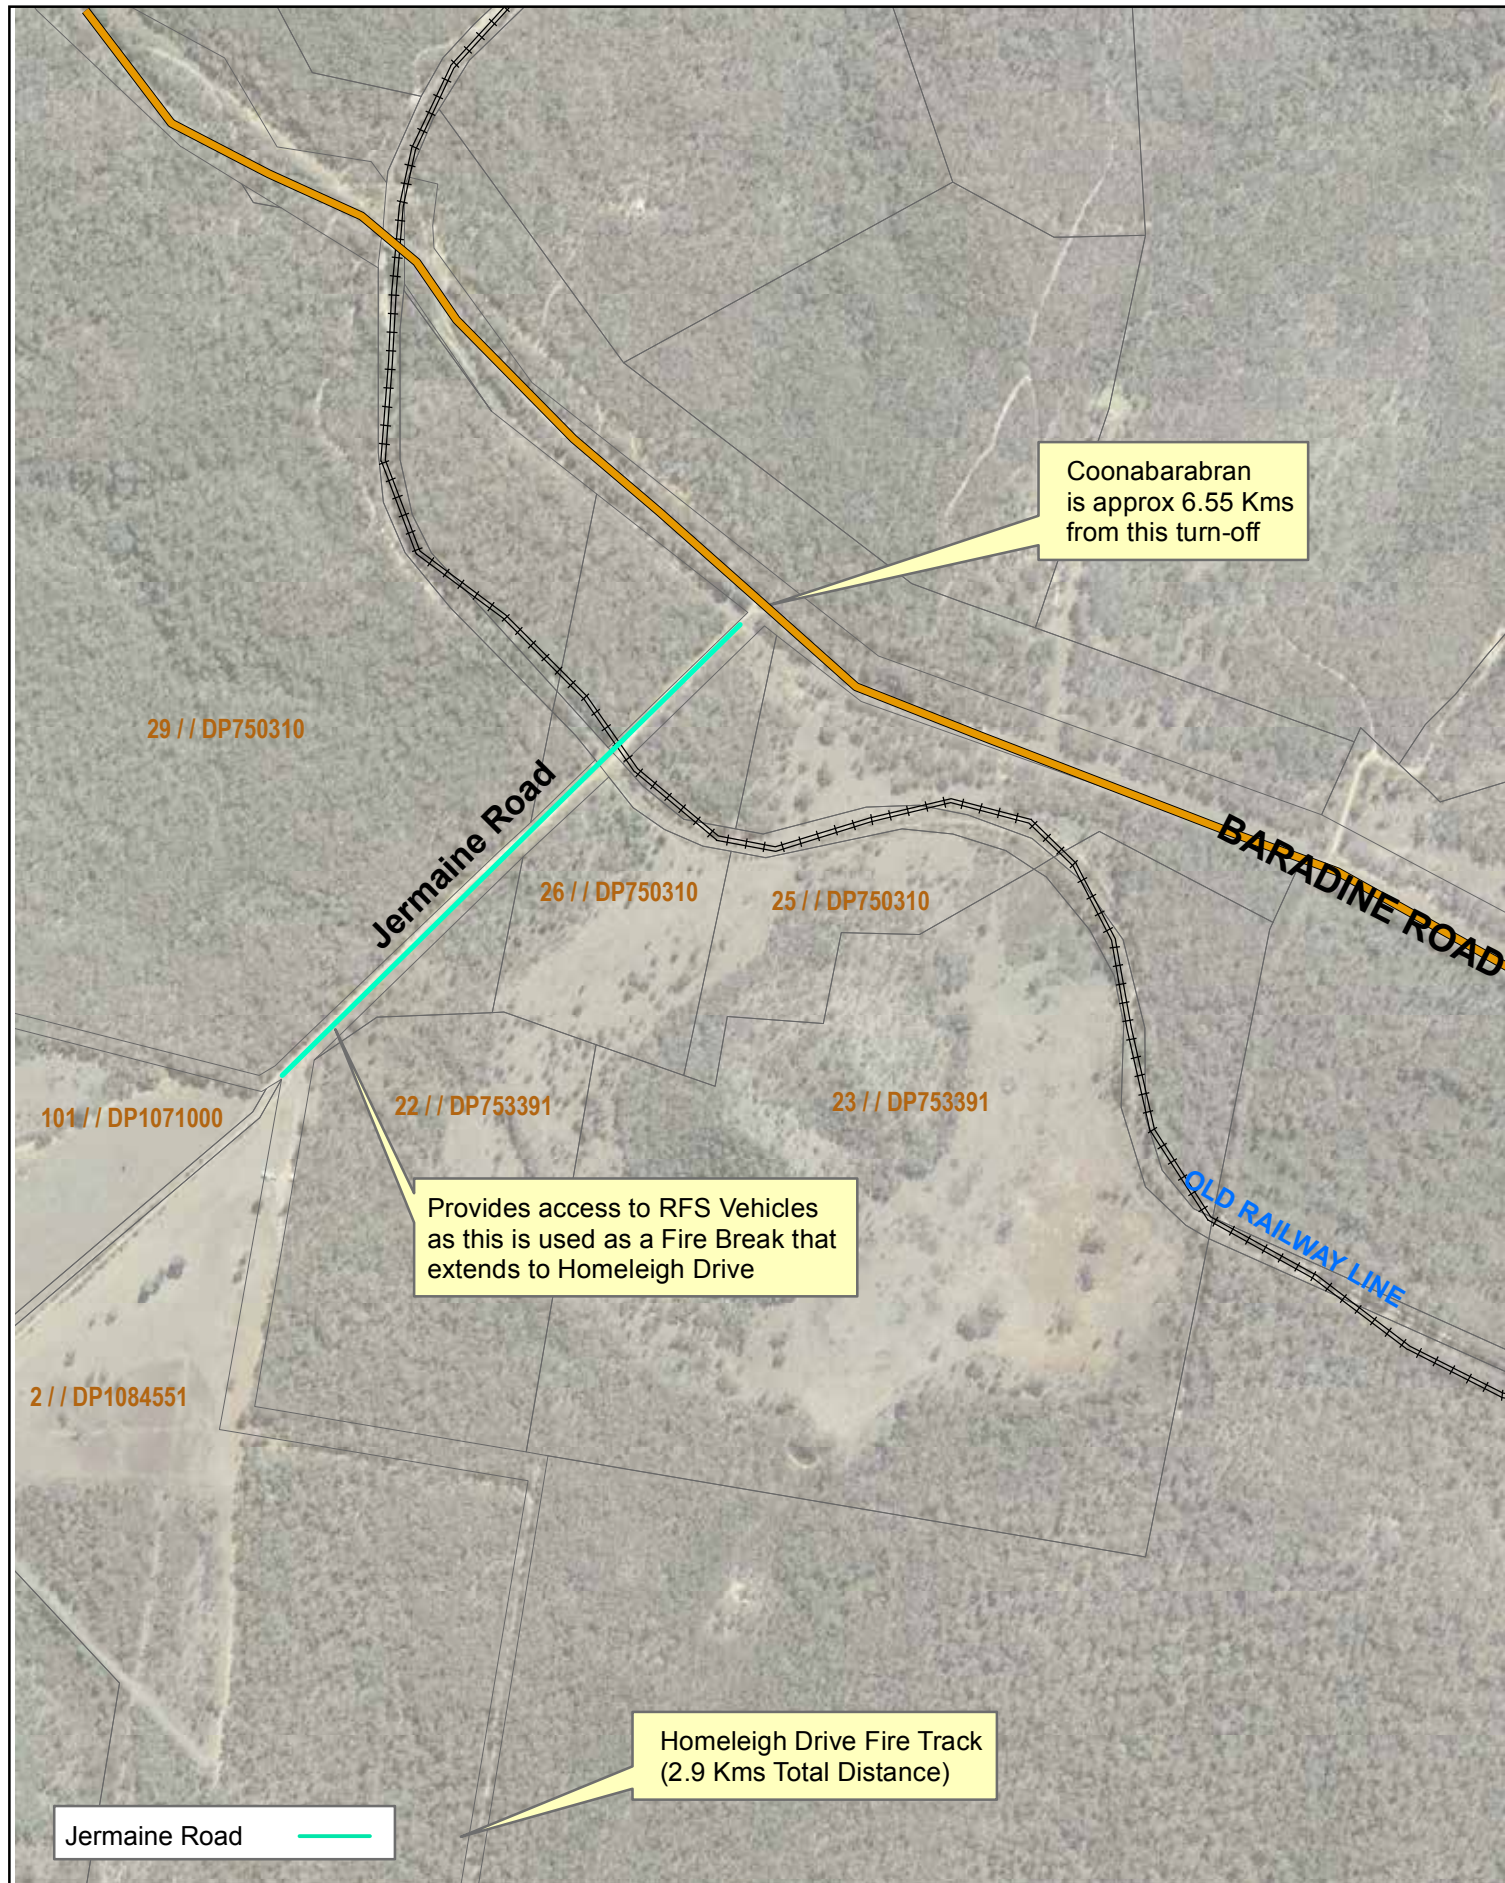 Coonabarabran
is approx 6.55 Kms
from this turn-off
29 / / DP750310
Jermaine Road
BARADINE ROAD
26 / / DP750310
25 / / DP750310
101 / / DP1071000
22 / / DP753391
23 / / DP753391
Provides access to RFS Vehicles
as this is used as a Fire Break that
extends to Homeleigh Drive
OLD RAILWAY LINE
2 / / DP1084551
Homeleigh Drive Fire Track
(2.9 Kms Total Distance)
Jermaine Road